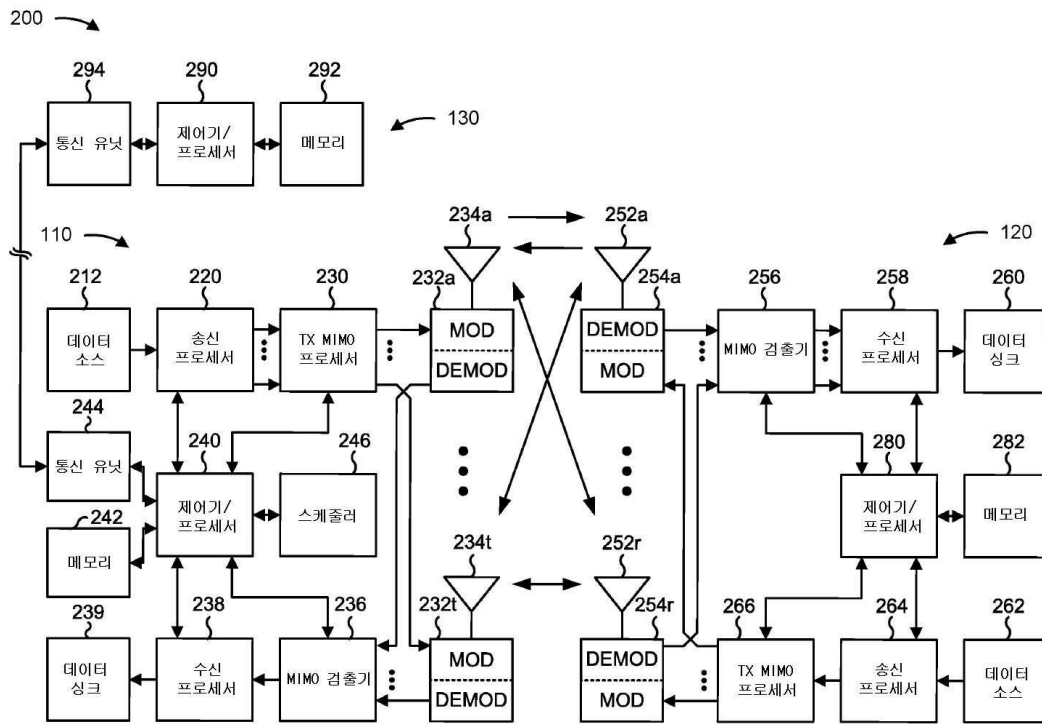 200
294
290
292
통신 유닛
제어기/
프로세서
메모리
130
110
234a
252a
120
212
220
230
232a
254a
256
258
260
데이터
소스
송신
프로세서
TX MIMO
프로세서
MOD
DEMOD
DEMOD
MOD
MIMO 검출기
수신
프로세서
데이터
싱크
244
240
246
280
282
통신 유닛
제어기/
프로세서
스케줄러
제어기/
프로세서
메모리
242
메모리
234t
252r
239
238
236
232t
254r
266
264
262
데이터
싱크
수신
프로세서
MIMO 검출기
MOD
DEMOD
DEMOD
MOD
TX MIMO
프로세서
송신
프로세서
데이터
소스